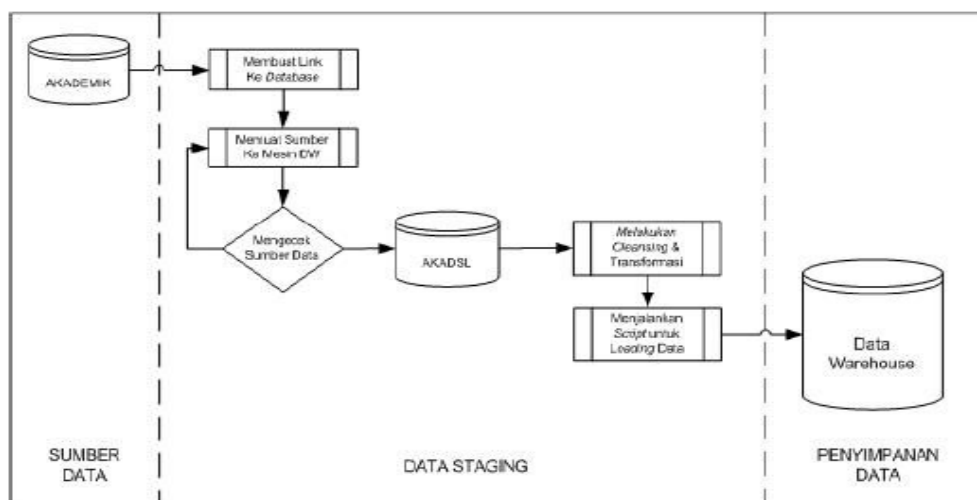 AKADEMIK
Membuat Link
Ke Database
Memuat Sumber
Ke Mesin DW
Mengecek
Sumber Data
AKADSL
Melakukan
Cleansing &
Transformasi
Menjalankan
Script untuk
Loading Data
Data
Warehouse
SUMBER
DATA
DATA STAGING
PENYIMPANAN
DATA